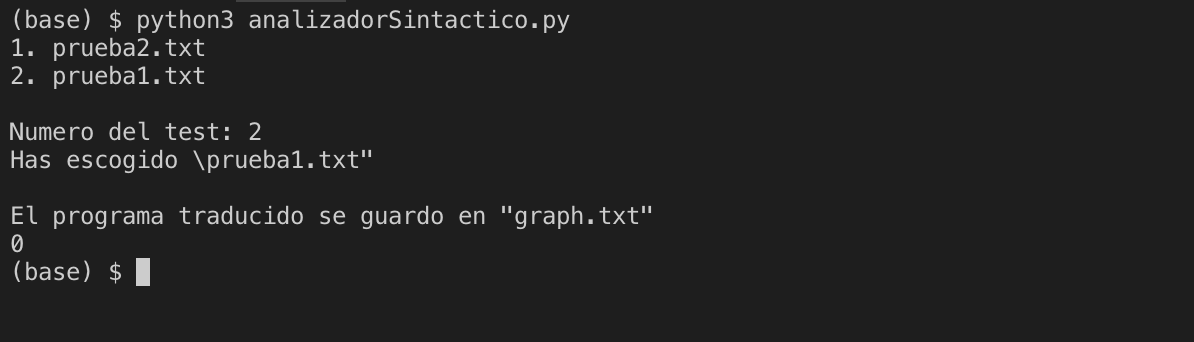 (base) $ python3 analizadorSintactico.py
1. prueba2.txt
2. prueba1.txt
Numero del test: 2
Has escogido \prueba1.txt"
El programa traducido se guardo en "graph.txt"
0
(base) $